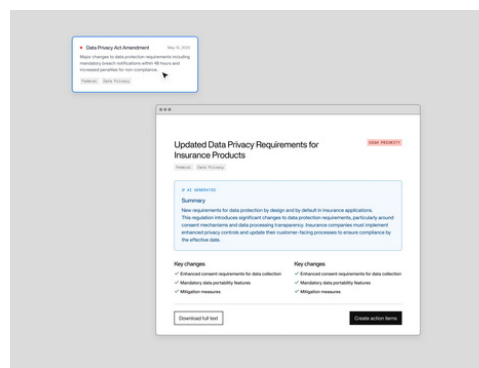 Data Privacy Act Amendment
May 15, 2025
Major changes to data protection requirements including
mandatory breach notifications within 48 hours and
increased penalties for non-compliance.
Federal Data Privacy
Updated Data Privacy Requirements for
Insurance Products
HIGH PRIORITY
Federal Data Privacy
AI GENERATED
Summary
New requirements for data protection by design and by default in insurance applications.
This regulation introduces significant changes to data protection requirements, particularly around
consent mechanisms and data processing transparency. Insurance companies must implement
enhanced privacy controls and update their customer-facing processes to ensure compliance by
the effective date.
Key changes
Enhanced consent requirements for data collection
Mandatory data portability features
Mitigation measures
Key changes
Enhanced consent requirements for data collection
Mandatory data portability features
Mitigation measures
Download full text
Create action items